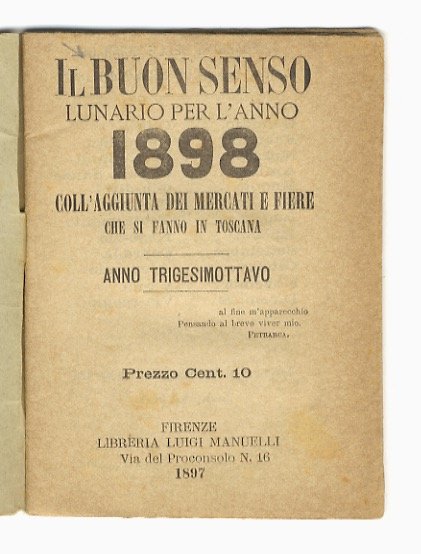 IL BUON SENSO
LUNARIO PER L'ANNO
1898
COLL'AGGIUNTA DEI MERCATI E FIERE
CHE SI FANNO IN TOSCANA
ANNO TRIGESIMOTTAVO
al fine m'apparecchio
Pensando al breve viver mio.
PETRARCA.
Prezzo Cent. 10
FIRENZE
LIBRERIA LUIGI MANUELLI
Via del Proconsolo N. 16
1897